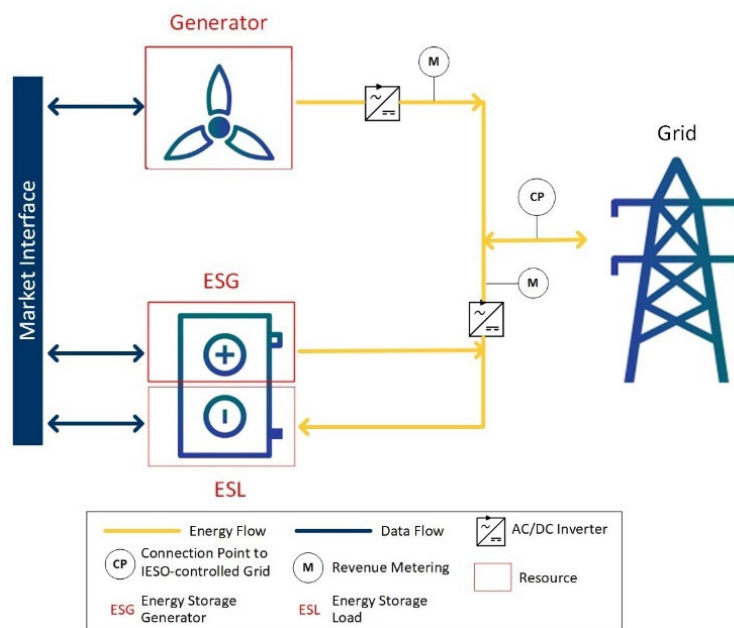 Generator
M
Grid
CP
Market Interface
ESG
M
ESL
Energy Flow
Data Flow
AC/DC Inverter
CP
Connection Point to
IESO-controlled Grid
M
Revenue Metering
Resource
ESG
Energy Storage
Generator
ESL
Energy Storage
Load